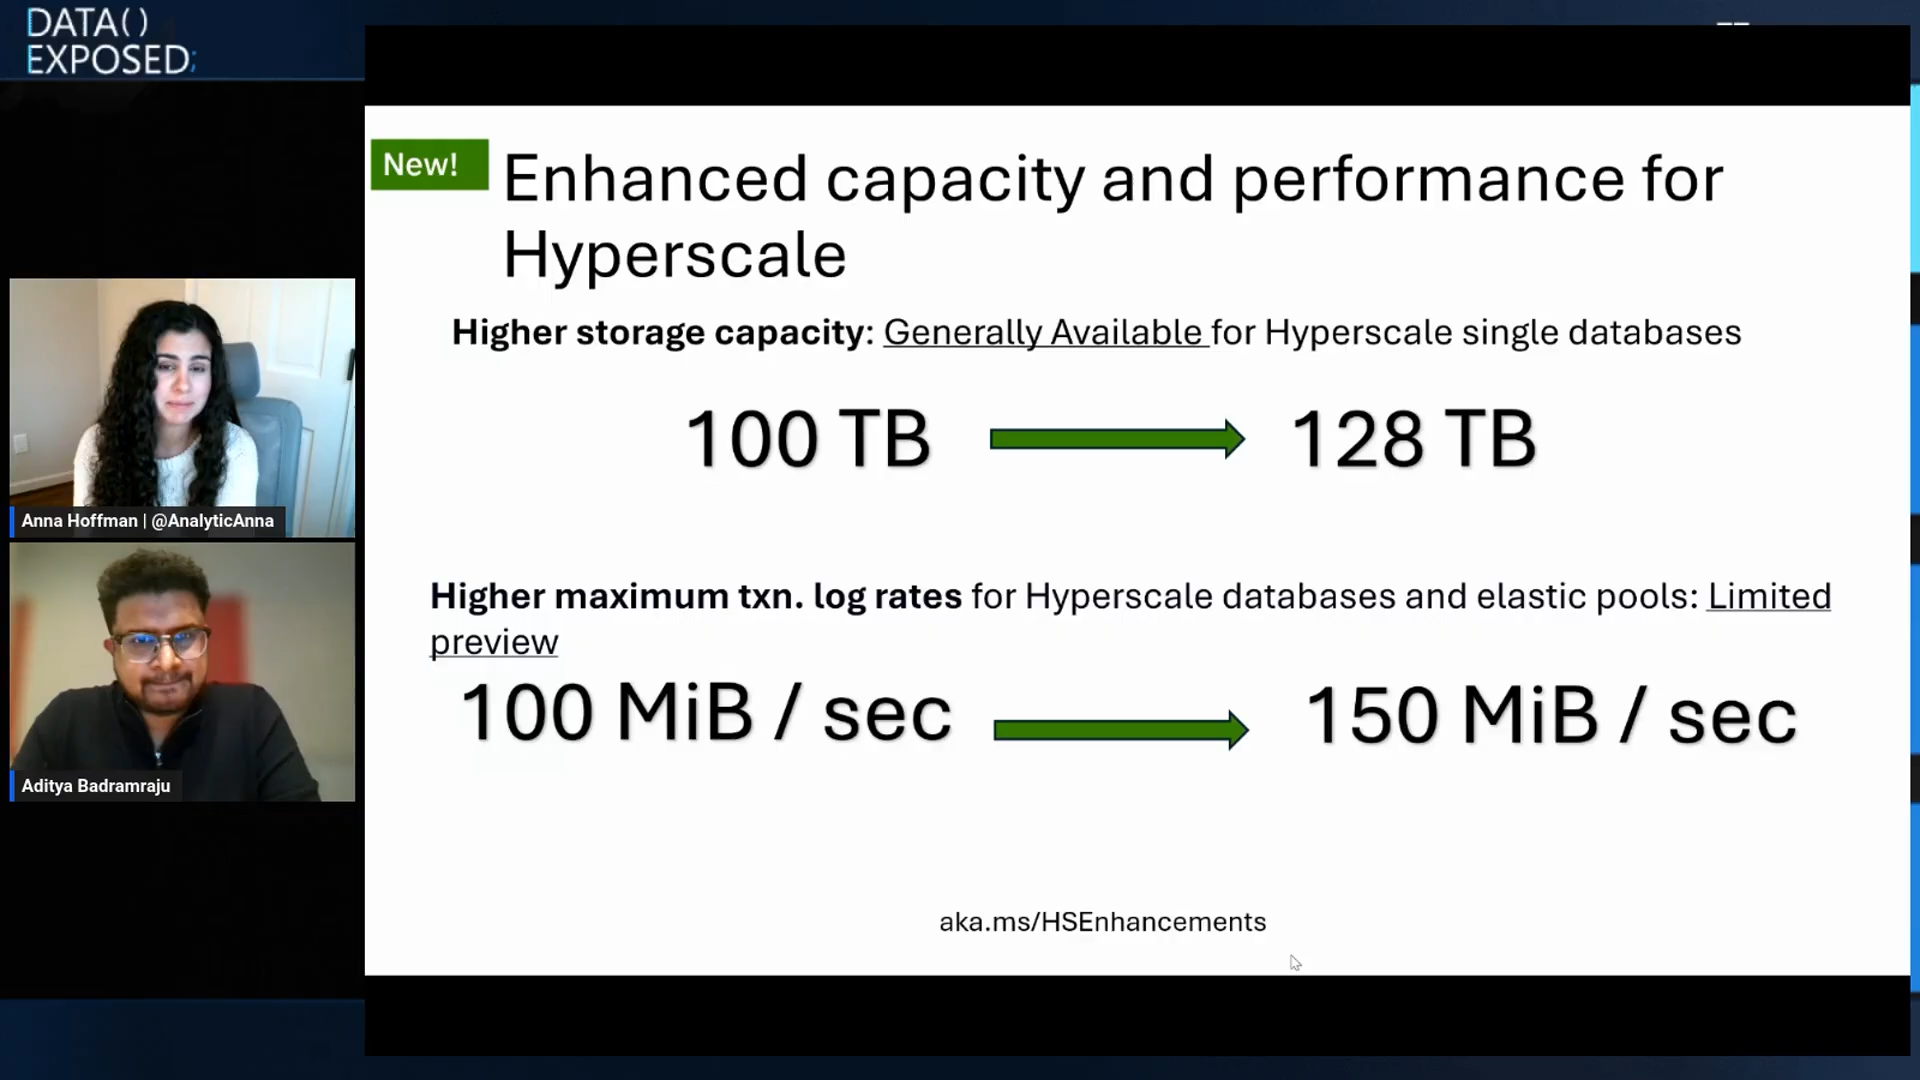 DATA()
EXPOSED;
New!
Enhanced capacity and performance for
Hyperscale
Higher storage capacity: Generally Available for Hyperscale single databases
100 TB
128 TB
Higher maximum txn. log rates for Hyperscale databases and elastic pools: Limited
preview
100 MiB / sec
150 MiB / sec
aka.ms/HSEnhancements
Anna Hoffman | @AnalyticAnna
Aditya Badramraju